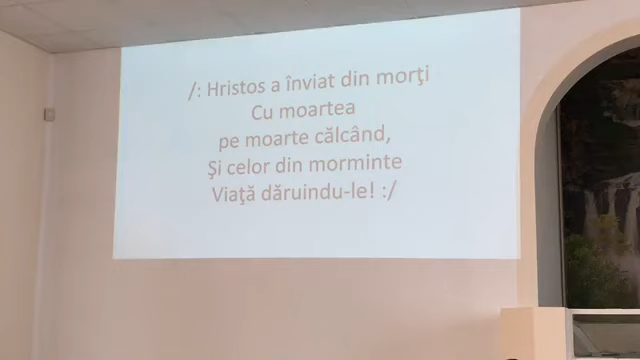 /: Hristos a înviat din morţi
Cu moartea
pe moarte călcând,
Şi celor din morminte
Viaţă dăruindu-le! :/